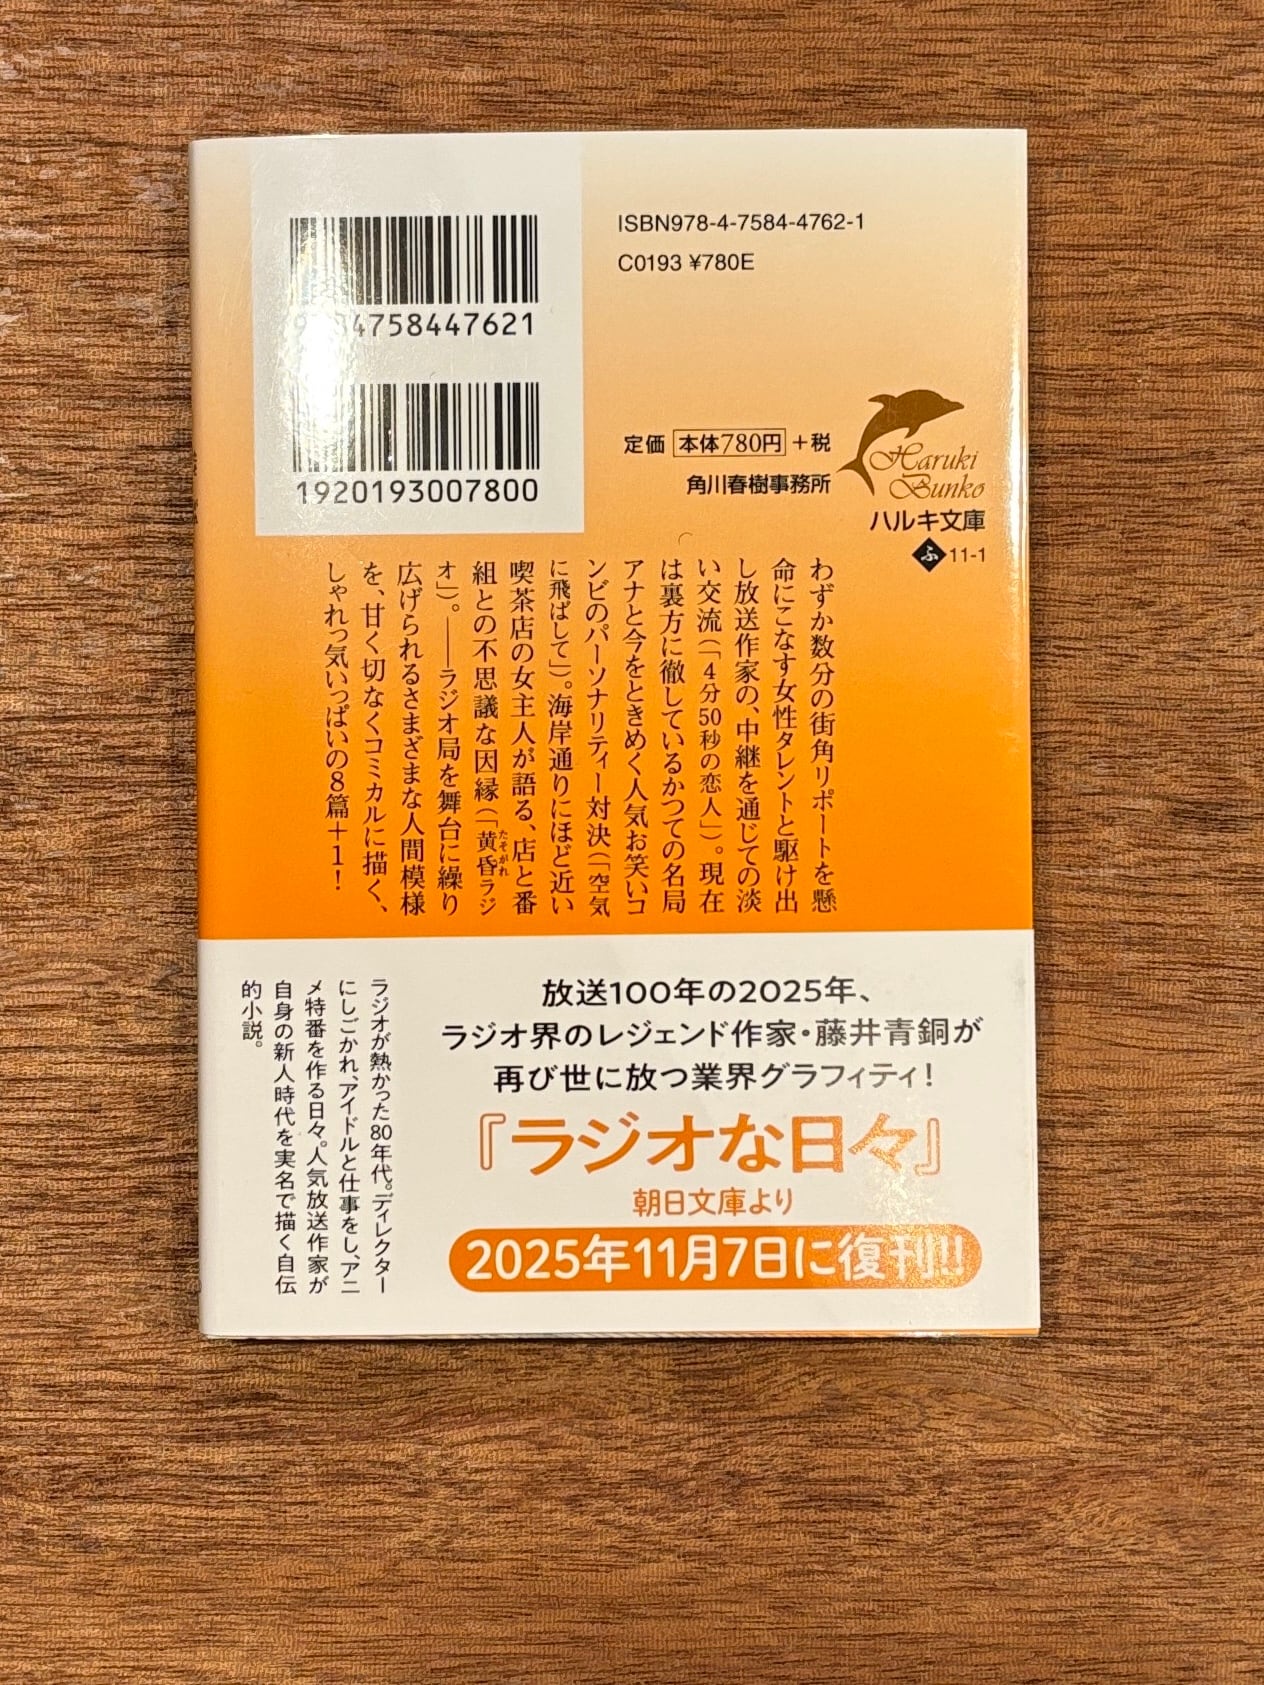 ISBN978-4-7584-4762-1
C0193 ¥780E
9784758447621
1920193007800
定価 本体780円 +税
角川春樹事務所
Haruki
Bunko
ハルキ文庫
ふ 11-1
わずか数分の街角リポートを懸
命にこなす女性タレントと駆け出
し放送作家の、中継を通じての淡
い交流(「4分50秒の恋人」)。現在
は裏方に徹しているかつての名局
アナと今をときめく人気お笑いコ
ンビのパーソナリティー対決(「空気
に飛ばして」)。海岸通りにほど近い
喫茶店の女主人が語る、店と番
組との不思議な因縁(「黄昏たそがれラジ
オ」)。——ラジオ局を舞台に繰り
広げられるさまざまな人間模様
を、甘く切なくコミカルに描く、
しゃれっ気いっぱいの8篇+1!
放送100年の2025年、
ラジオ界のレジェンド作家・藤井青銅が
再び世に放つ業界グラフィティ!
『ラジオな日々』
朝日文庫より
2025年11月7日に復刊!!
ラジオが熱かった80年代。ディレクター
にしごかれ、アイドルと仕事をし、アニ
メ特番を作る日々。人気放送作家が
自身の新人時代を実名で描く自伝
的小説。